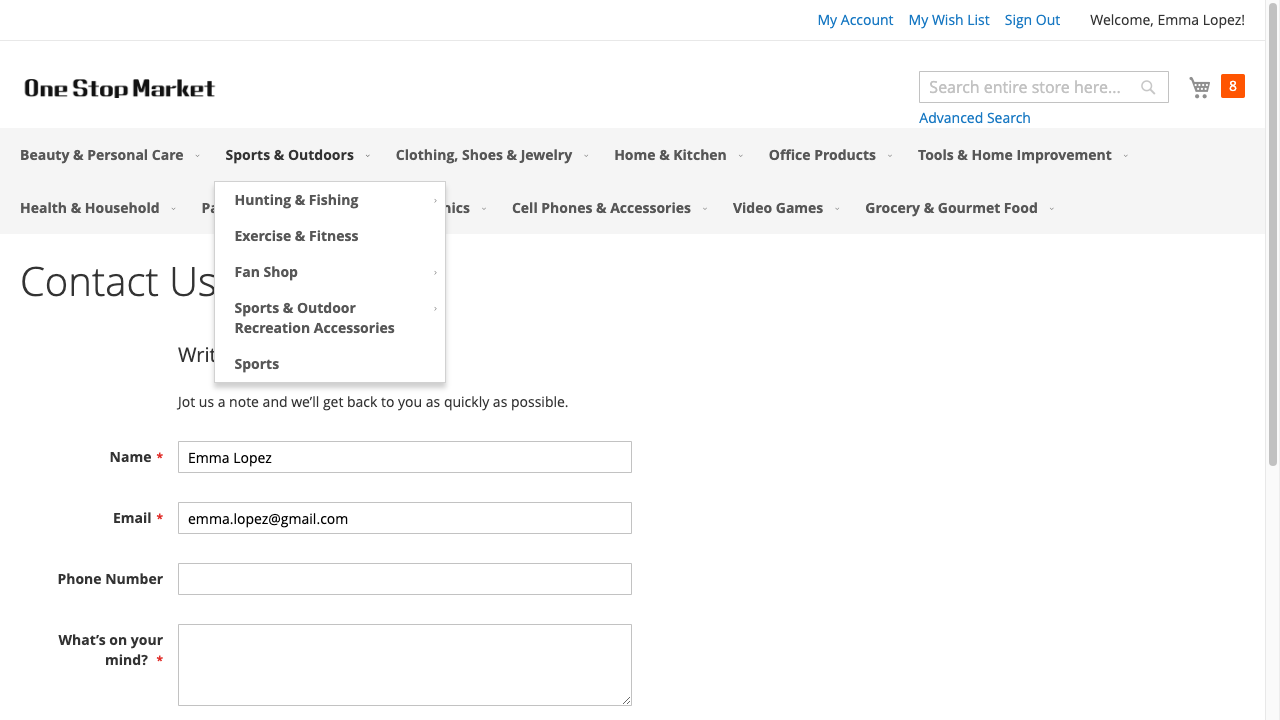 My Account My Wish List Sign Out Welcome, Emma Lopez!
One Stop Market
Search entire store here... 8
Advanced Search
Beauty & Personal Care Sports & Outdoors Clothing, Shoes & Jewelry Home & Kitchen Office Products Tools & Home Improvement
Health & Household Cell Phones & Accessories Video Games Grocery & Gourmet Food
Hunting & Fishing
Exercise & Fitness
Fan Shop
Sports & Outdoor
Recreation Accessories
Sports
Contact Us
Jot us a note and we’ll get back to you as quickly as possible.
Name *
Emma Lopez
Email *
emma.lopez@gmail.com
Phone Number
What’s on your
mind? *